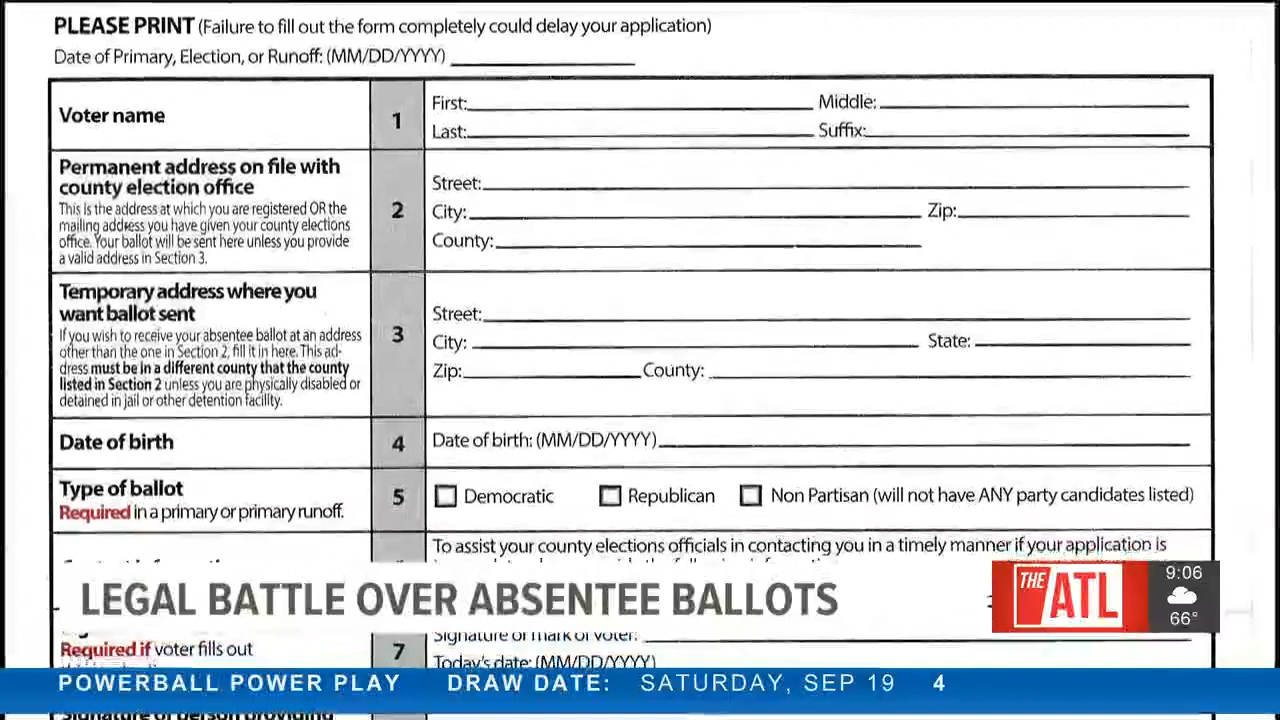 PLEASE PRINT (Failure to fill out the form completely could delay your application)
Date of Primary, Election, or Runoff: (MM/DD/YYYY)
Voter name
1
First: Middle:
Last: Suffix:
Permanent address on file with
county election office
This is the address at which you are registered OR the
mailing address you have given your county elections
office. Your ballot will be sent here unless you provide
a valid address in Section 3.
2
Street:
City: Zip:
County:
Temporary address where you
want ballot sent
If you wish to receive your absentee ballot at an address
other than the one in Section 2, fill it in here. This ad-
dress must be in a different county that the county
listed in Section 2 unless you are physically disabled or
detained in jail or other detention facility.
3
Street:
City: State:
Zip: County:
Date of birth
4
Date of birth: (MM/DD/YYYY)
Type of ballot
Required in a primary or primary runoff.
5
Democratic Republican Non Partisan (will not have ANY party candidates listed)
To assist your county elections officials in contacting you in a timely manner if your application is
LEGAL BATTLE OVER ABSENTEE BALLOTS
THE ATL
9:06
66°
Required if voter fills out
7
Signature or mark of voter:
Today's date: (MM/DD/YYYY)
POWERBALL POWER PLAY DRAW DATE: SATURDAY, SEP 19 4
Signature of person providing